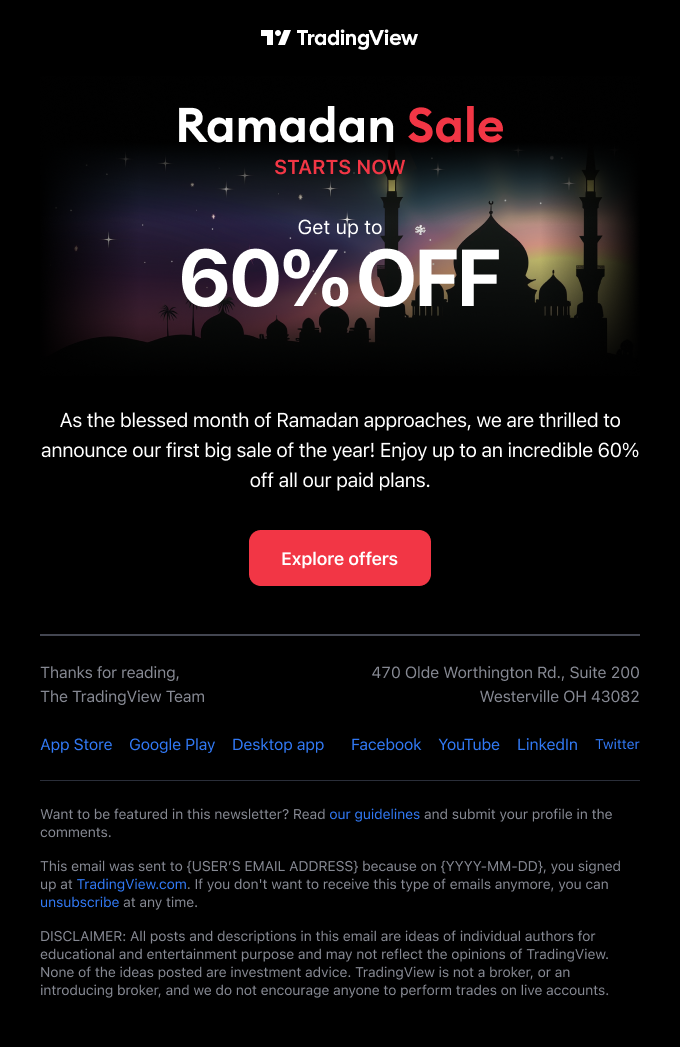 TradingView
Ramadan Sale
STARTS NOW
Get up to
60% OFF
As the blessed month of Ramadan approaches, we are thrilled to
announce our first big sale of the year! Enjoy up to an incredible 60%
off all our paid plans.
Explore offers
Thanks for reading,
The TradingView Team
470 Olde Worthington Rd., Suite 200
Westerville OH 43082
App Store Google Play Desktop app Facebook YouTube LinkedIn Twitter
Want to be featured in this newsletter? Read our guidelines and submit your profile in the
comments.
This email was sent to {USER’S EMAIL ADDRESS} because on {YYYY-MM-DD}, you signed
up at TradingView.com. If you don't want to receive this type of emails anymore, you can
unsubscribe at any time.
DISCLAIMER: All posts and descriptions in this email are ideas of individual authors for
educational and entertainment purpose and may not reflect the opinions of TradingView.
None of the ideas posted are investment advice. TradingView is not a broker, or an
introducing broker, and we do not encourage anyone to perform trades on live accounts.